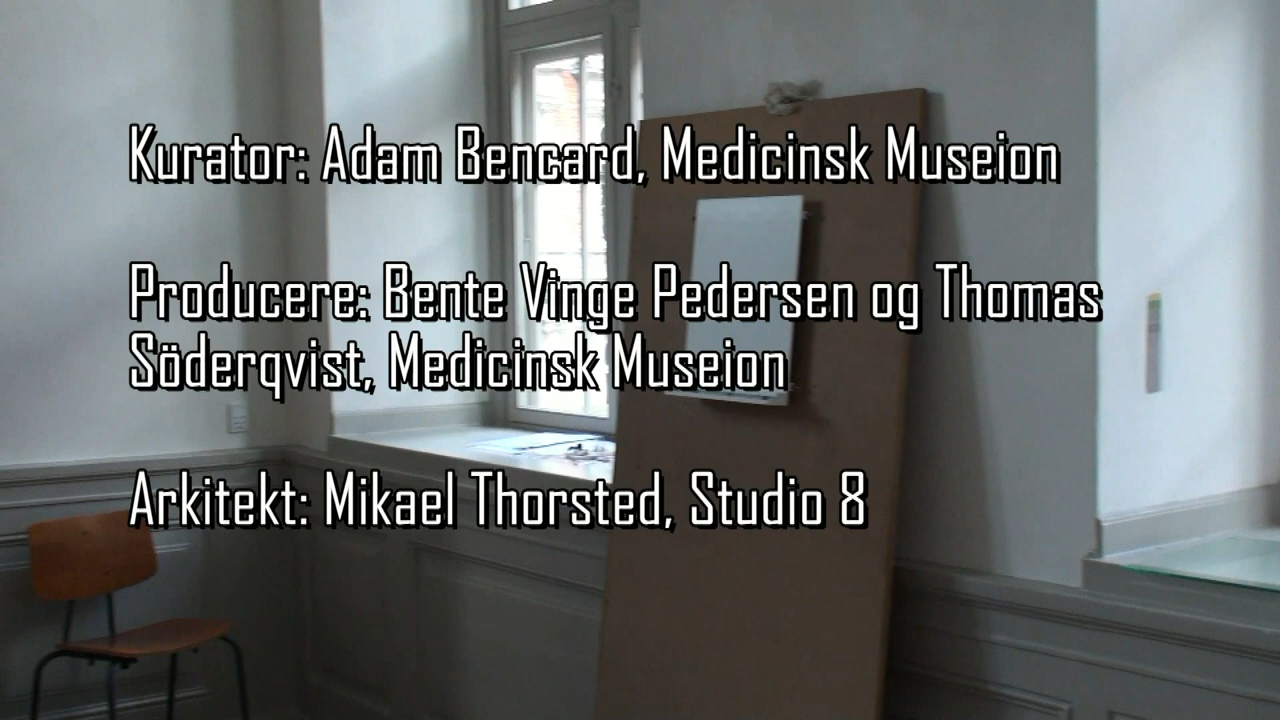 Kurator: Adam Bencard, Medicinsk Museion
Producere: Bente Vinge Pedersen og Thomas
Söderqvist, Medicinsk Museion
Arkitekt: Mikael Thorsted, Studio 8